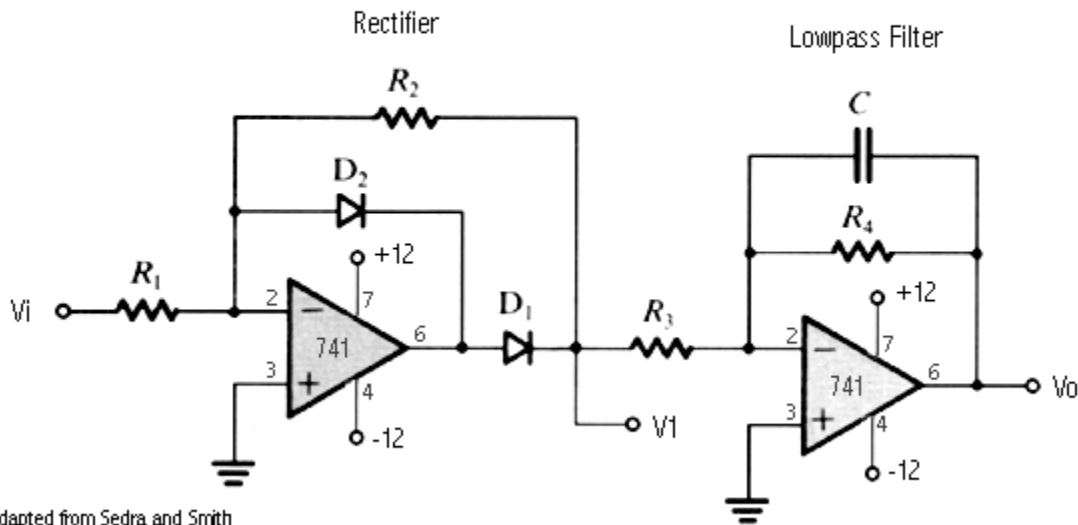 Rectifier
Lowpass Filter
R2
C
D2
R4
+12
R1
+12
Vi
2
−
7
D1
R3
6
2
−
7
741
6
3
+
4
741
Vo
3
+
4
V1
-12
-12
dapted from Sedra and Smith